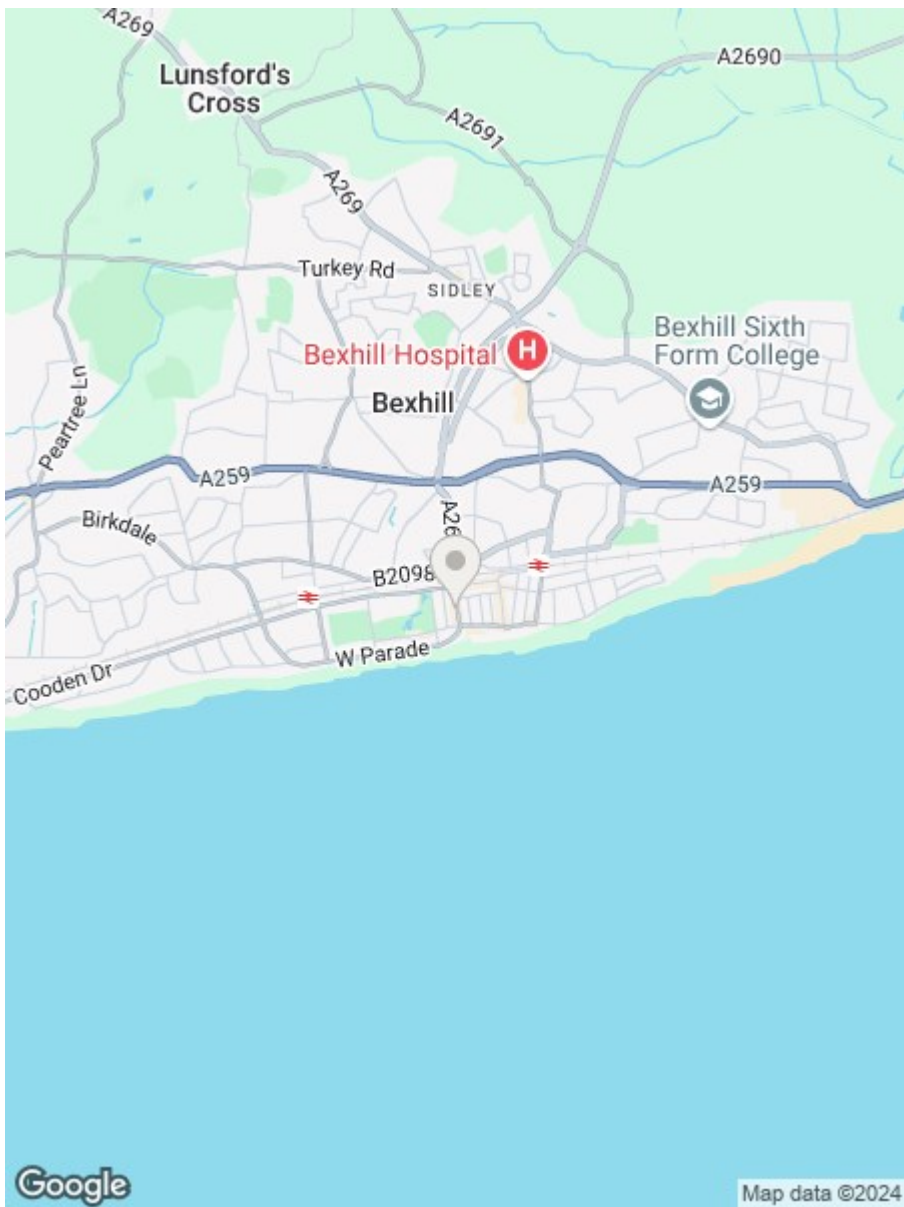 A269
Lunsford's
Cross
A2690
A2691
A269
Turkey Rd
SIDLEY
Bexhill Hospital
H
Bexhill Sixth
Form College
Bexhill
Peartree Ln
A259
A259
Birkdale
A26
B2098
W Parade
Cooden Dr
Google
Map data ©2024